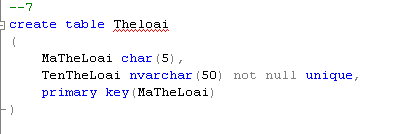 --7
create table Theloai
(
MaTheLoai char(5),
TenTheLoai nvarchar(50) not null unique,
primary key(MaTheLoai)
)